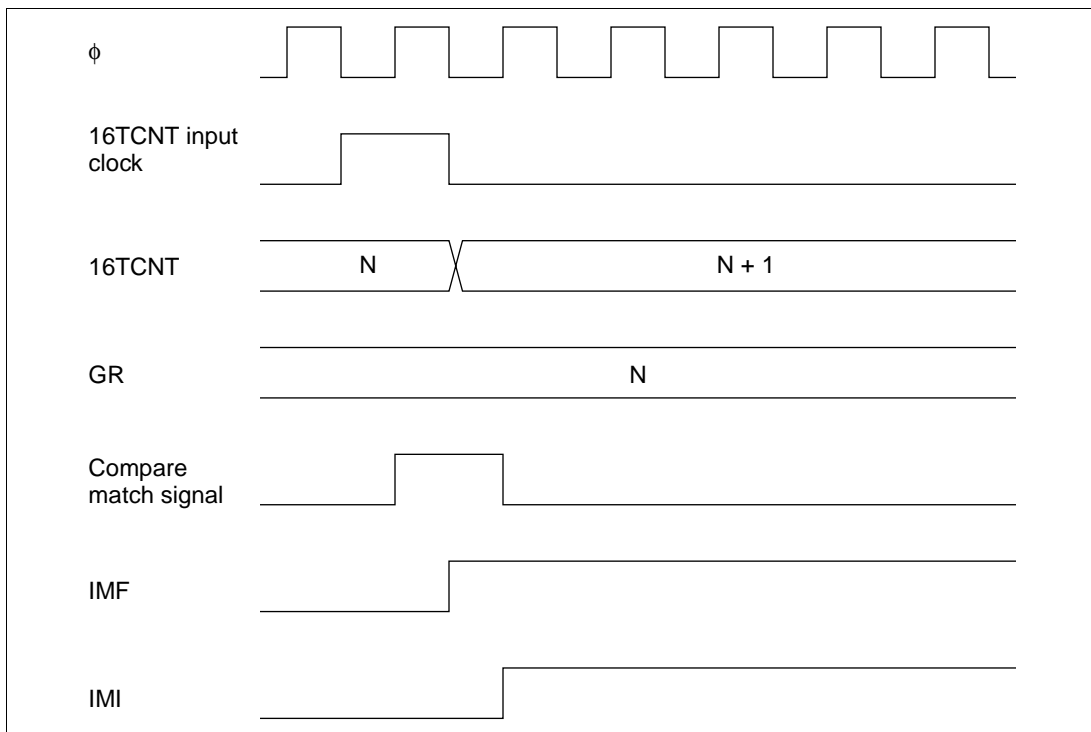 ϕ
16TCNT input
clock
16TCNT
N
N + 1
GR
N
Compare
match signal
IMF
IMI